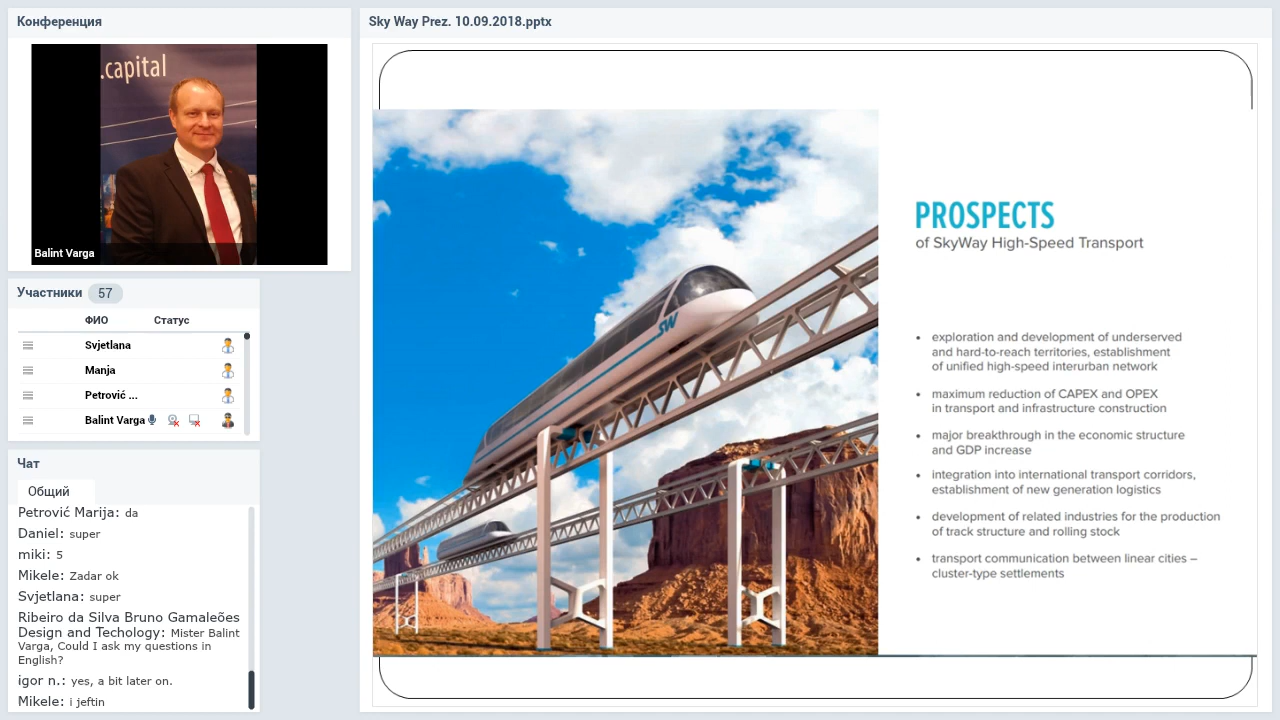 Конференция
.capital
Balint Varga
Участники 57
ФИО Статус
Svjetlana
Manja
Petrović ...
Balint Varga
Чат
Общий
Petrović Marija: da
Daniel: super
miki: 5
Mikele: Zadar ok
Svjetlana: super
Ribeiro da Silva Bruno Gamaleões
Design and Techology: Mister Balint
Varga, Could I ask my questions in
English?
igor n.: yes, a bit later on.
Mikele: i jeftin
Sky Way Prez. 10.09.2018.pptx
SW
PROSPECTS
of SkyWay High-Speed Transport
• exploration and development of underserved
and hard-to-reach territories, establishment
of unified high-speed interurban network
• maximum reduction of CAPEX and OPEX
in transport and infrastructure construction
• major breakthrough in the economic structure
and GDP increase
• integration into international transport corridors,
establishment of new generation logistics
• development of related industries for the production
of track structure and rolling stock
• transport communication between linear cities –
cluster-type settlements